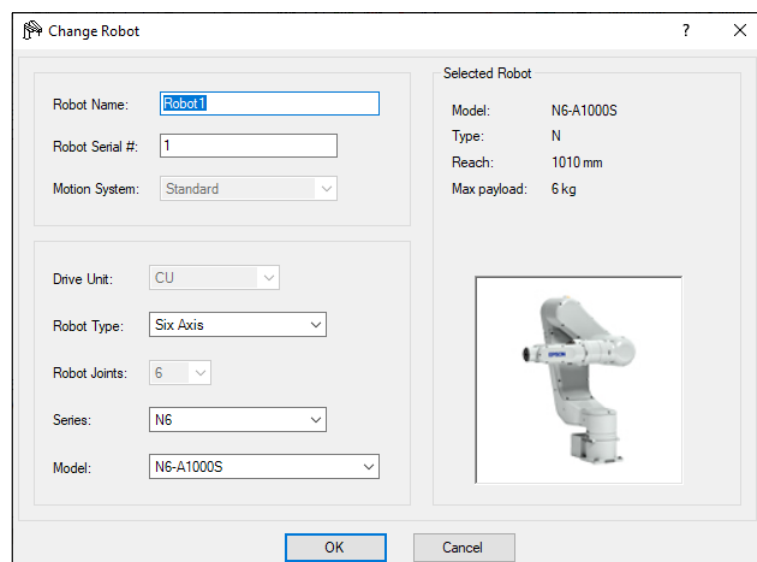 Change Robot
?
Robot Name: Robot1
Robot Serial #: 1
Motion System: Standard
Drive Unit: CU
Robot Type: Six Axis
Robot Joints: 6
Series: N6
Model: N6-A1000S
Selected Robot
Model: N6-A1000S
Type: N
Reach: 1010 mm
Max payload: 6 kg
EPSON
OK Cancel